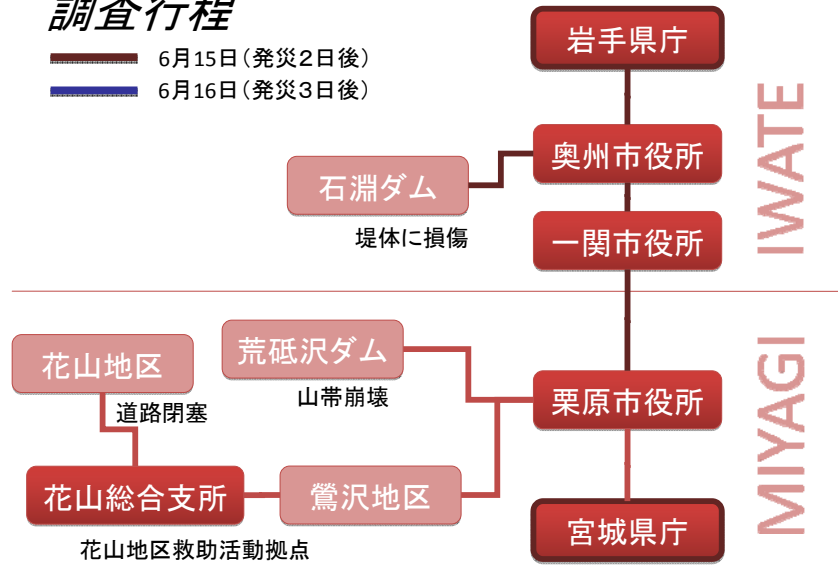 調査行程
6月15日(発災2日後)
6月16日(発災3日後)
岩手県庁
奥州市役所
石淵ダム
堤体に損傷
一関市役所
IWATE
花山地区
道路閉塞
荒砥沢ダム
山帯崩壊
栗原市役所
花山総合支所
花山地区救助活動拠点
鶯沢地区
宮城県庁
MIYAGI